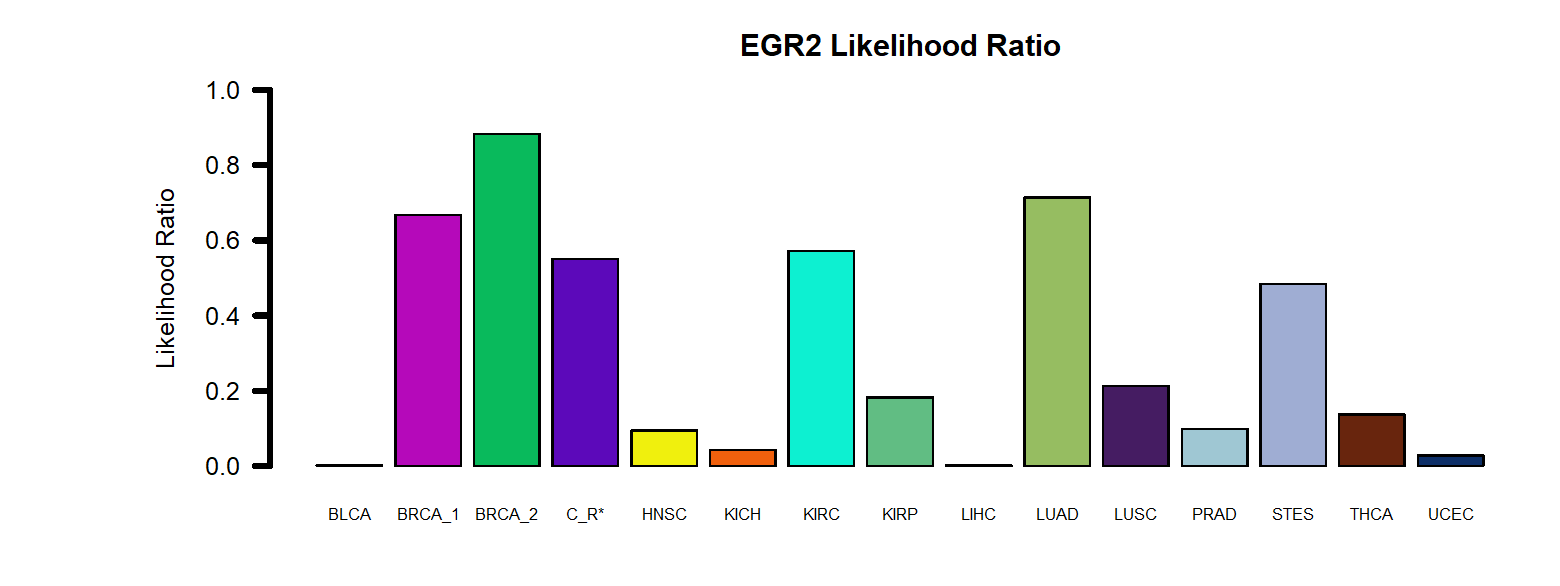 EGR2 Likelihood Ratio
Likelihood Ratio
1.0
0.8
0.6
0.4
0.2
0.0
BLCA BRCA_1 BRCA_2 C_R* HNSC KICH KIRC KIRP LIHC LUAD LUSC PRAD STES THCA UCEC